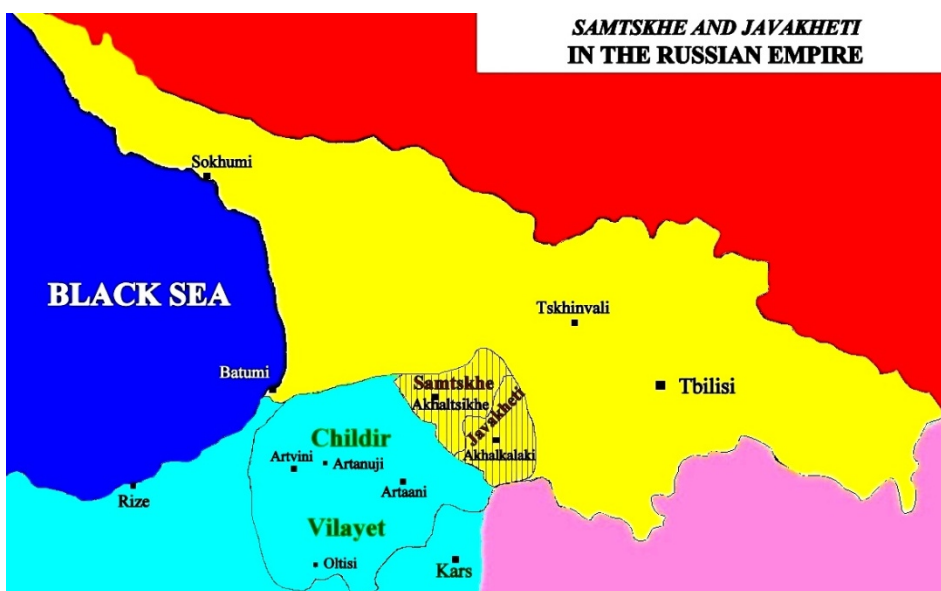 SAMTSKHE AND JAVAKHETI
IN THE RUSSIAN EMPIRE
Sokhumi
BLACK SEA
Tskhinvali
Batumi
Samtskhe
Akhaltsikhe
Tbilisi
Javakheti
Childir
Akhalkalaki
Artvini
Artanuji
Artaani
Rize
Vilayet
Oltisi
Kars